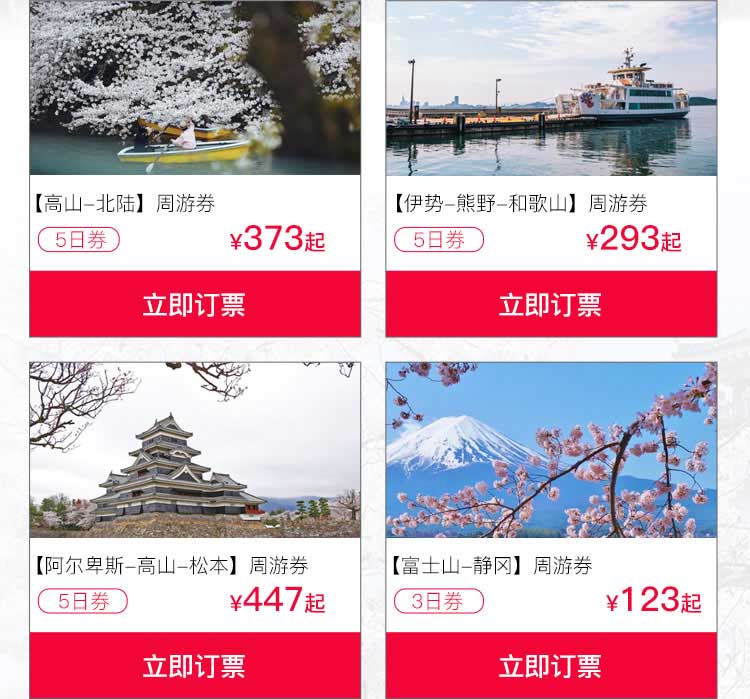 【高山-北陆】周游券
5日券
¥373起
立即订票
【伊势-熊野-和歌山】周游券
5日券
¥293起
立即订票
【阿尔卑斯-高山-松本】周游券
5日券
¥447起
立即订票
【富士山-静冈】周游券
3日券
¥123起
立即订票